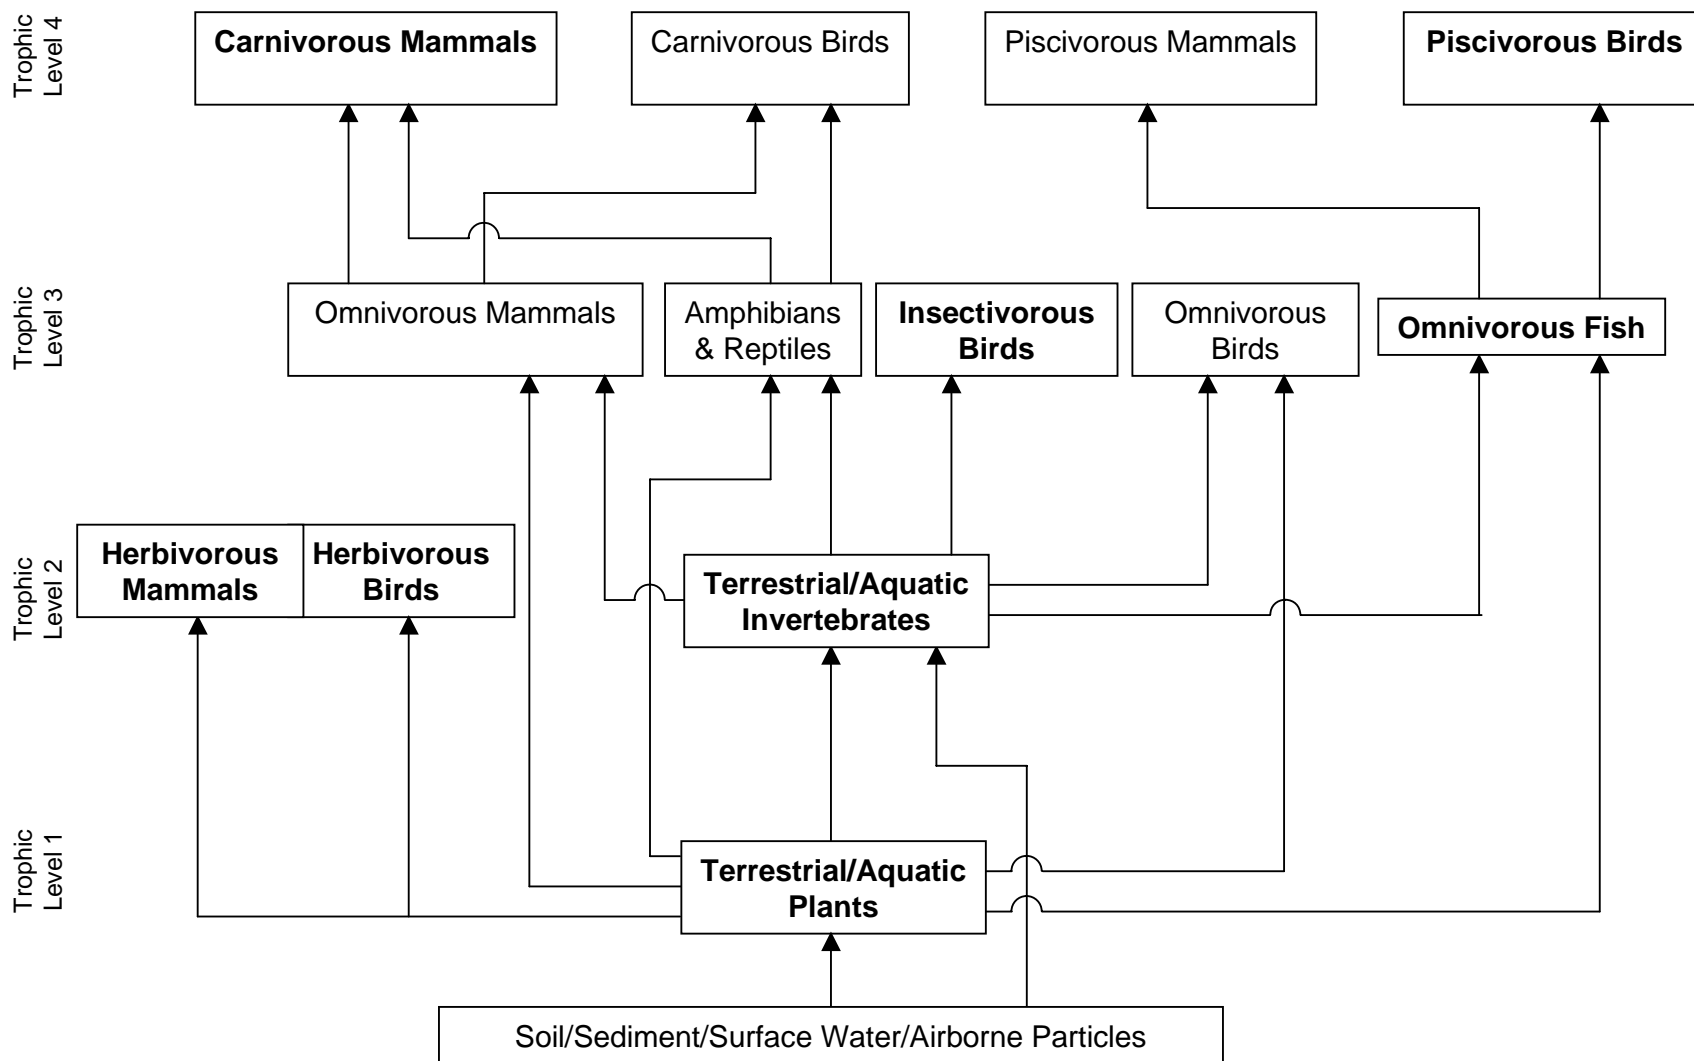 Trophic
Level 4
Carnivorous Mammals
Carnivorous Birds
Piscivorous Mammals
Piscivorous Birds
Trophic
Level 3
Omnivorous Mammals
Amphibians
& Reptiles
Insectivorous
Birds
Omnivorous
Birds
Omnivorous Fish
Trophic
Level 2
Herbivorous
Mammals
Herbivorous
Birds
Terrestrial/Aquatic
Invertebrates
Trophic
Level 1
Terrestrial/Aquatic
Plants
Soil/Sediment/Surface Water/Airborne Particles